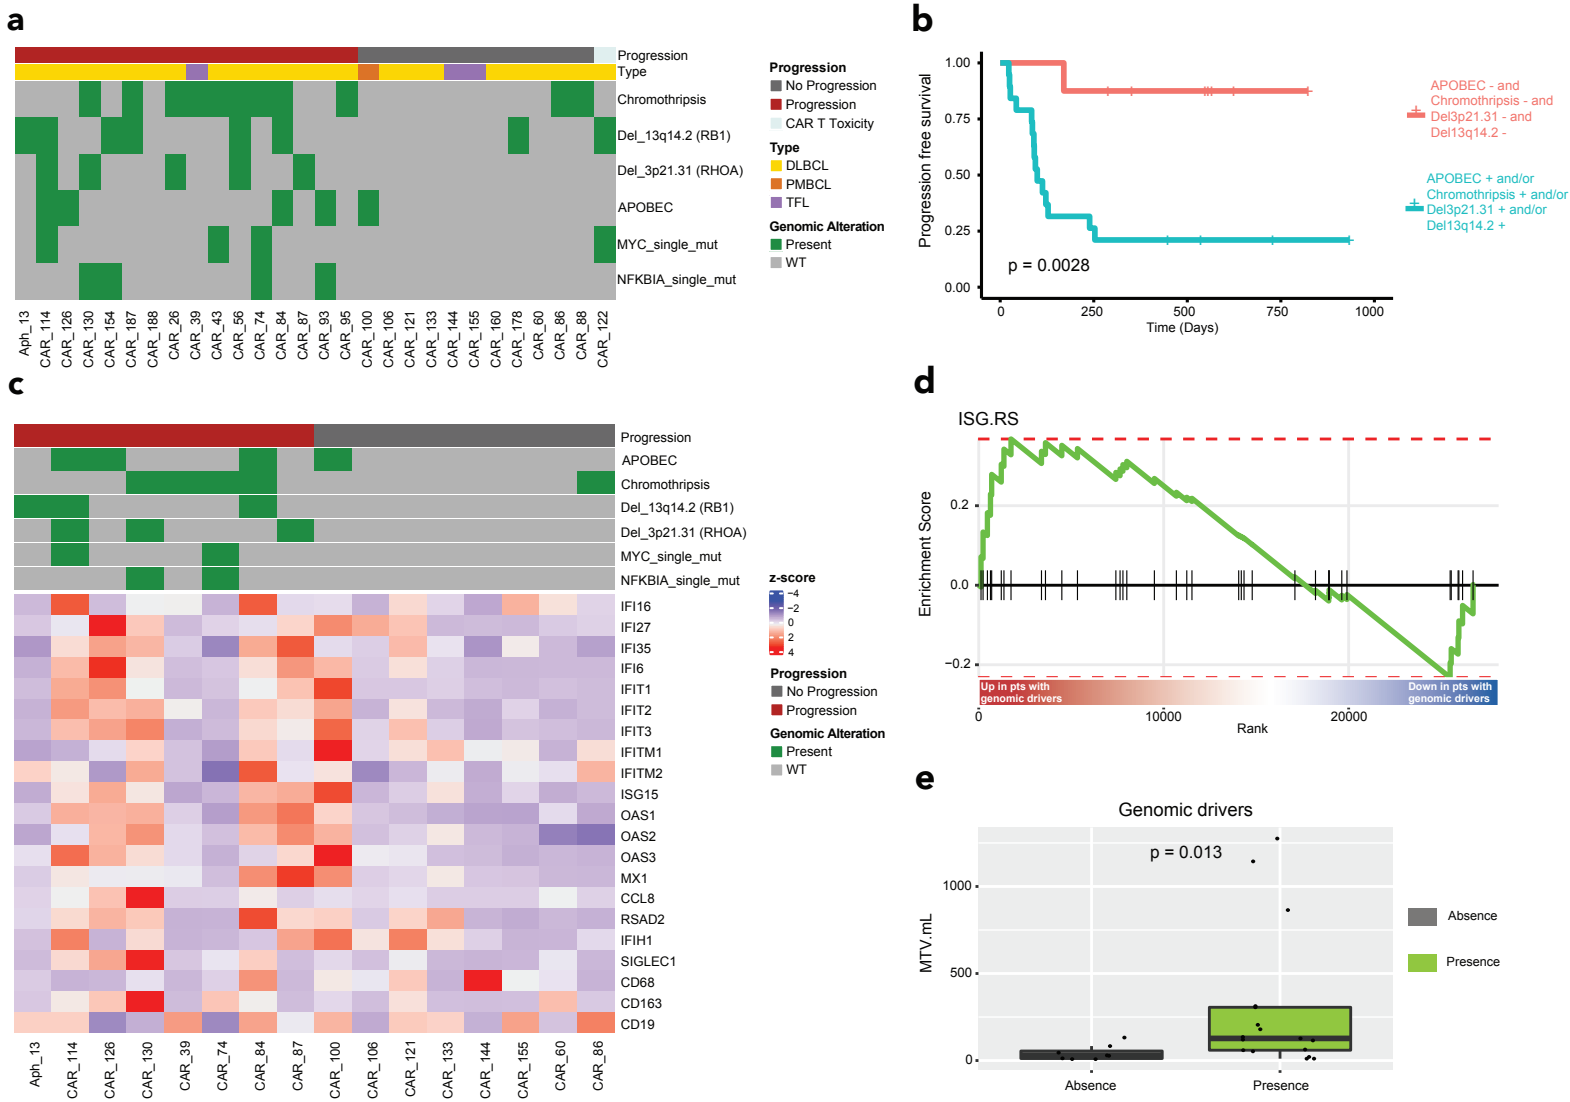 a
Progression
Type
Chromothripsis
Del_13q14.2 (RB1)
Del_3p21.31 (RHOA)
APOBEC
MYC_single_mut
NFKBIA_single_mut
Aph_13
CAR_114
CAR_126
CAR_130
CAR_154
CAR_187
CAR_188
CAR_26
CAR_39
CAR_43
CAR_56
CAR_74
CAR_84
CAR_87
CAR_93
CAR_95
CAR_100
CAR_106
CAR_121
CAR_133
CAR_144
CAR_155
CAR_160
CAR_178
CAR_60
CAR_86
CAR_88
CAR_122
Progression
No Progression
Progression
CAR T Toxicity
Type
DLBCL
PMBCL
TFL
Genomic Alteration
Present
WT
b
Progression free survival
1.00
0.75
0.50
0.25
0.00
p = 0.0028
0
250
500
750
1000
Time (Days)
APOBEC - and
Chromothripsis - and
Del3p21.31 - and
Del13q14.2 -
APOBEC + and/or
Chromothripsis + and/or
Del3p21.31 + and/or
Del13q14.2 +
c
Progression
APOBEC
Chromothripsis
Del_13q14.2 (RB1)
Del_3p21.31 (RHOA)
MYC_single_mut
NFKBIA_single_mut
IFI16
IFI27
IFI35
IFI6
IFIT1
IFIT2
IFIT3
IFITM1
IFITM2
ISG15
OAS1
OAS2
OAS3
MX1
CCL8
RSAD2
IFIH1
SIGLEC1
CD68
CD163
CD19
Aph_13
CAR_114
CAR_126
CAR_130
CAR_39
CAR_74
CAR_84
CAR_87
CAR_100
CAR_106
CAR_121
CAR_133
CAR_144
CAR_155
CAR_60
CAR_86
z-score
−4
−2
0
2
4
Progression
No Progression
Progression
Genomic Alteration
Present
WT
d
ISG.RS
Enrichment Score
0.2
0.0
−0.2
Up in pts with
genomic drivers
Down in pts with
genomic drivers
0
10000
20000
Rank
e
Genomic drivers
p = 0.013
MTV.mL
1000
500
0
Absence
Presence
Absence
Presence